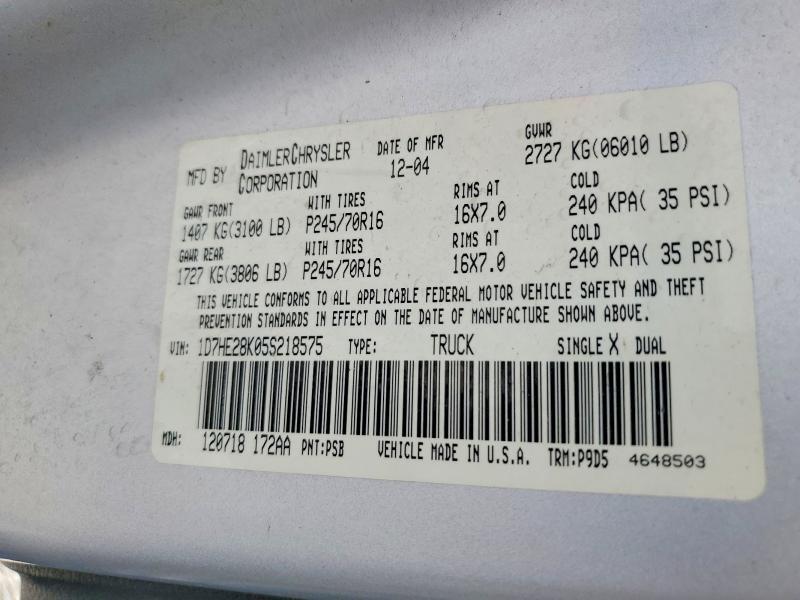 MFD BY DAIMLERCHRYSLER CORPORATION DATE OF MFR 12-04 GVWR 2727 KG(06010 LB)
GAWR FRONT WITH TIRES RIMS AT COLD
1407 KG(3100 LB) P245/70R16 16X7.0 240 KPA( 35 PSI)
GAWR REAR WITH TIRES RIMS AT COLD
1727 KG(3806 LB) P245/70R16 16X7.0 240 KPA( 35 PSI)
THIS VEHICLE CONFORMS TO ALL APPLICABLE FEDERAL MOTOR VEHICLE SAFETY AND THEFT
PREVENTION STANDARDS IN EFFECT ON THE DATE OF MANUFACTURE SHOWN ABOVE.
VIN: 1D7HE28K05S218575 TYPE: TRUCK SINGLE X DUAL
MDH: 120718 172AA PNT:PSB VEHICLE MADE IN U.S.A. TRM:P9D5 4648503